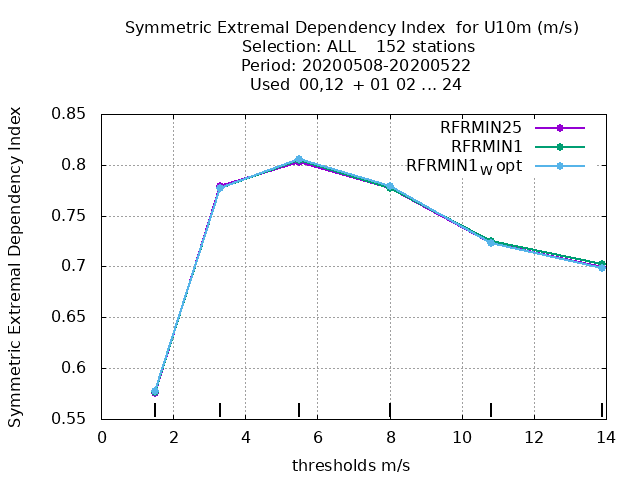 Symmetric Extremal Dependency Index for U10m (m/s)
Selection: ALL 152 stations
Period: 20200508-20200522
Used 00,12 + 01 02 ... 24
Symmetric Extremal Dependency Index
0.85
0.8
0.75
0.7
0.65
0.6
0.55
RFRMIN25
RFRMIN1
RFRMIN1W opt
0 2 4 6 8 10 12 14
thresholds m/s